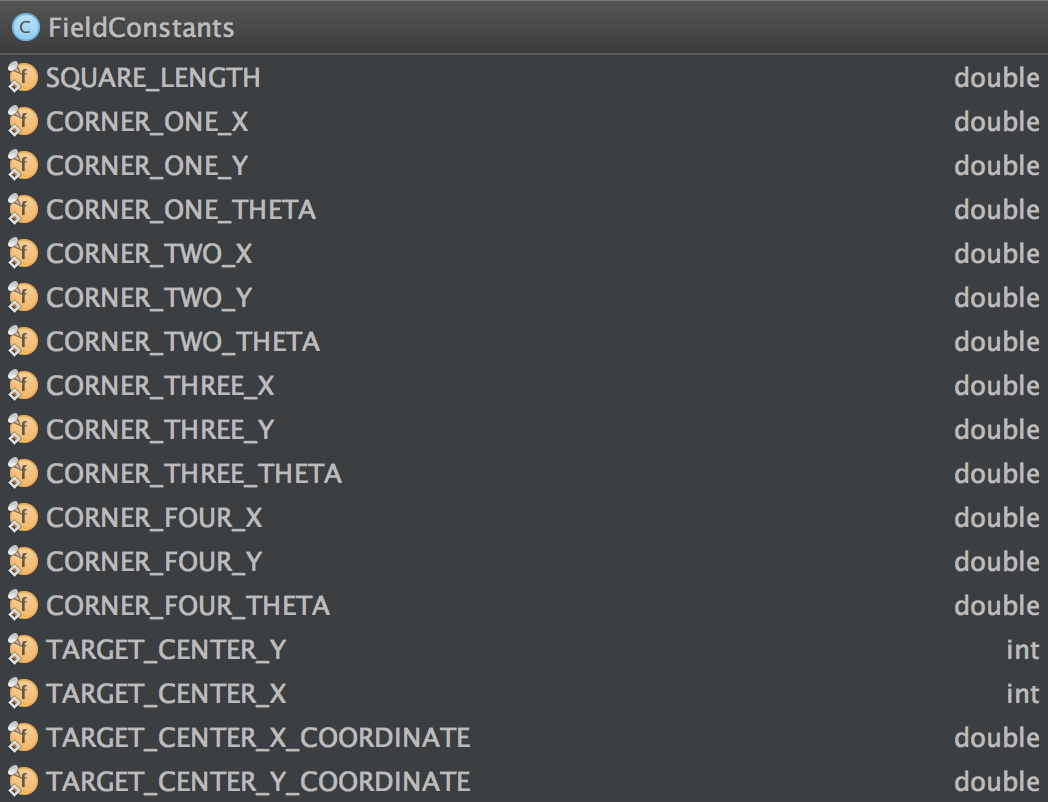 FieldConstants
SQUARE_LENGTH double
CORNER_ONE_X double
CORNER_ONE_Y double
CORNER_ONE_THETA double
CORNER_TWO_X double
CORNER_TWO_Y double
CORNER_TWO_THETA double
CORNER_THREE_X double
CORNER_THREE_Y double
CORNER_THREE_THETA double
CORNER_FOUR_X double
CORNER_FOUR_Y double
CORNER_FOUR_THETA double
TARGET_CENTER_Y int
TARGET_CENTER_X int
TARGET_CENTER_X_COORDINATE double
TARGET_CENTER_Y_COORDINATE double